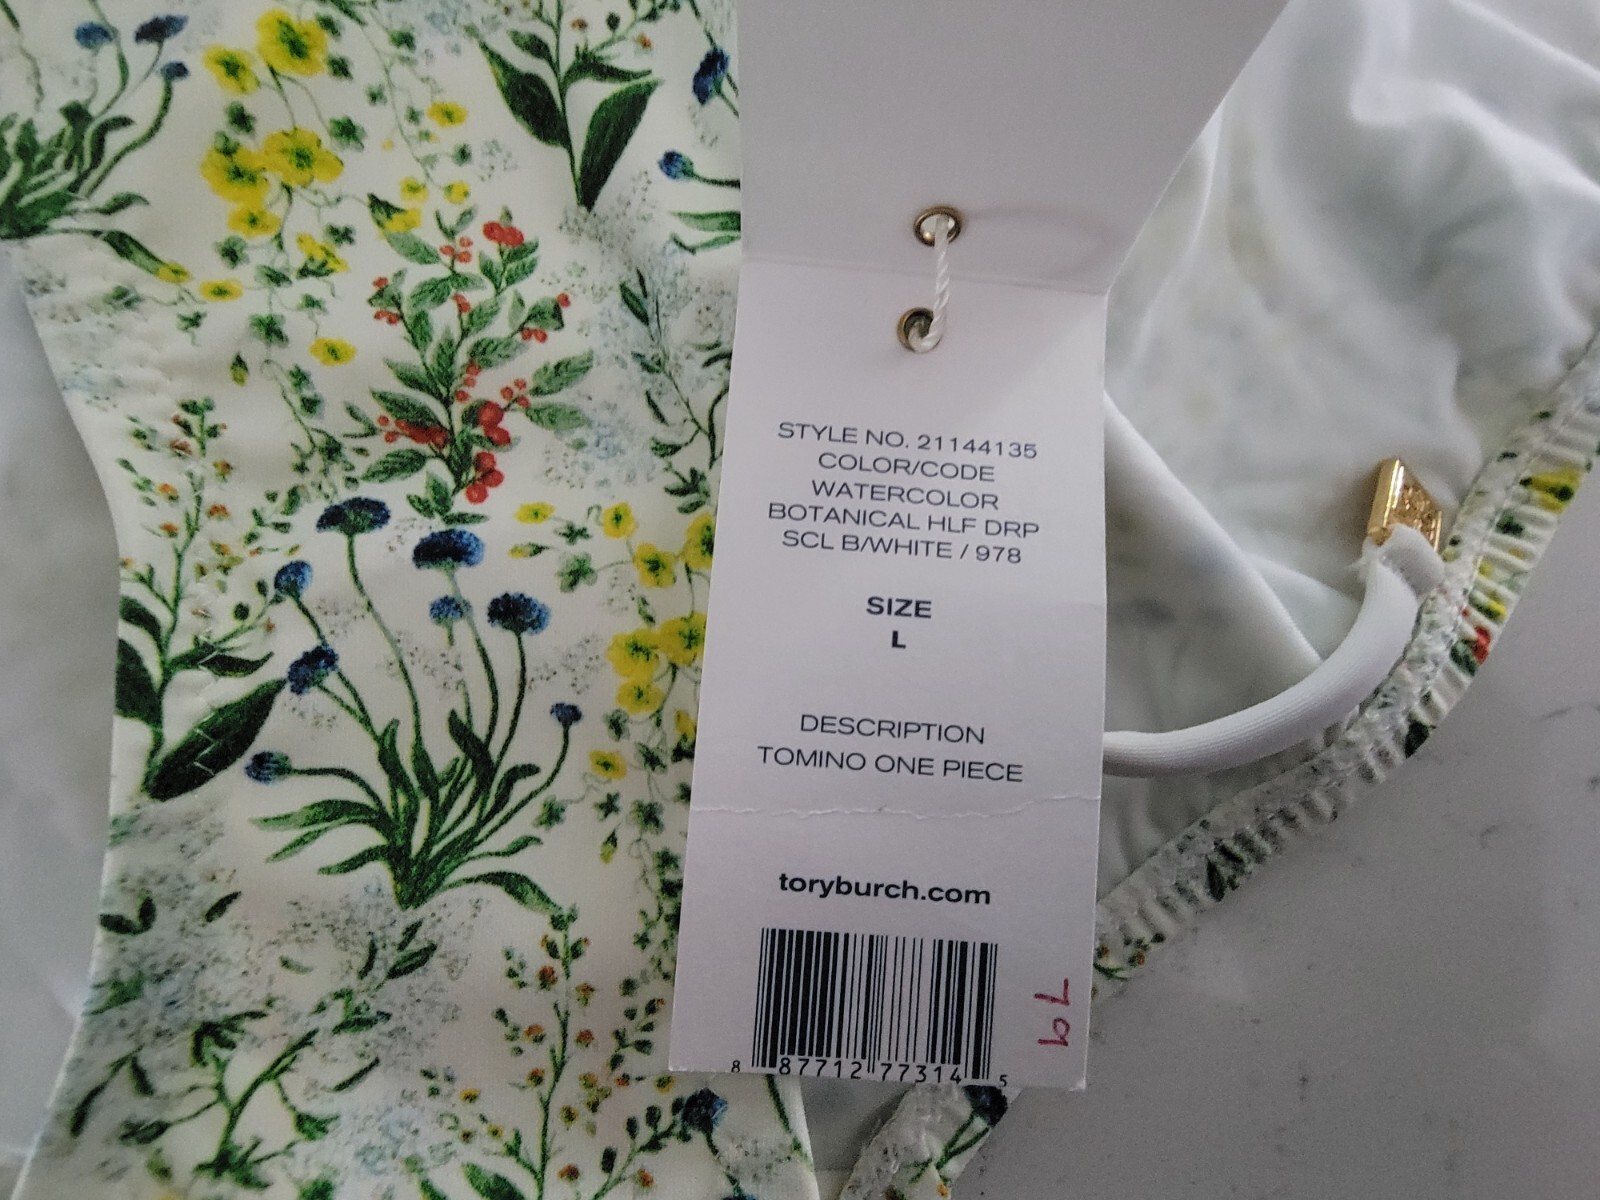 STYLE NO. 21144135
COLOR/CODE
WATERCOLOR
BOTANICAL HLF DRP
SCL B/WHITE / 978
SIZE
L
DESCRIPTION
TOMINO ONE PIECE
toryburch.com
8 87712 77314 5